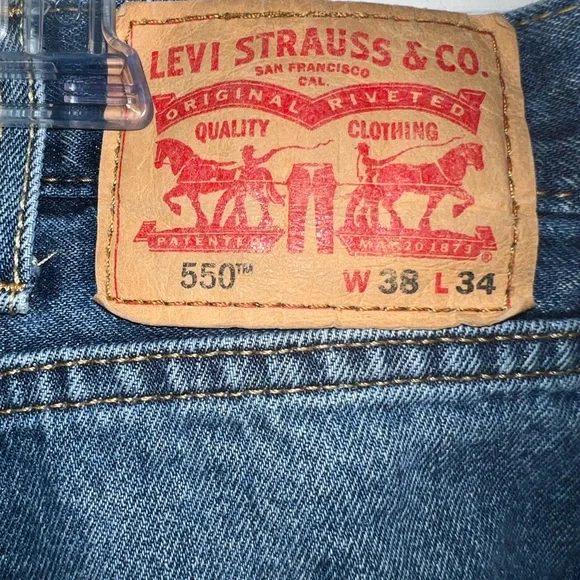 LEVI STRAUSS & CO.
SAN FRANCISCO
CAL.
ORIGINAL RIVETED
QUALITY CLOTHING
PATENTED MAY 20 1873
®
550™ W 38 L 34